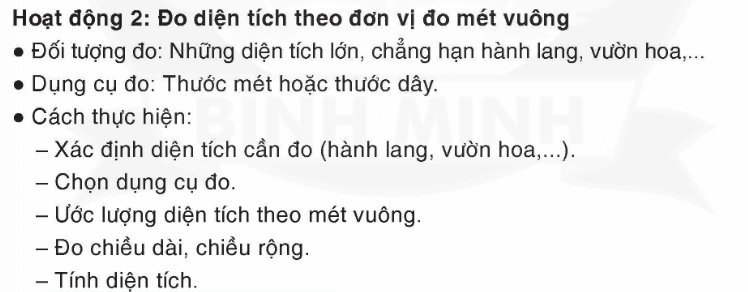 Hoạt động 2: Đo diện tích theo đơn vị đo mét vuông
● Đối tượng đo: Những diện tích lớn, chẳng hạn hành lang, vườn hoa,...
● Dụng cụ đo: Thước mét hoặc thước dây.
● Cách thực hiện:
– Xác định diện tích cần đo (hành lang, vườn hoa,...).
– Chọn dụng cụ đo.
– Ước lượng diện tích theo mét vuông.
– Đo chiều dài, chiều rộng.
– Tính diện tích.
BINH MINH